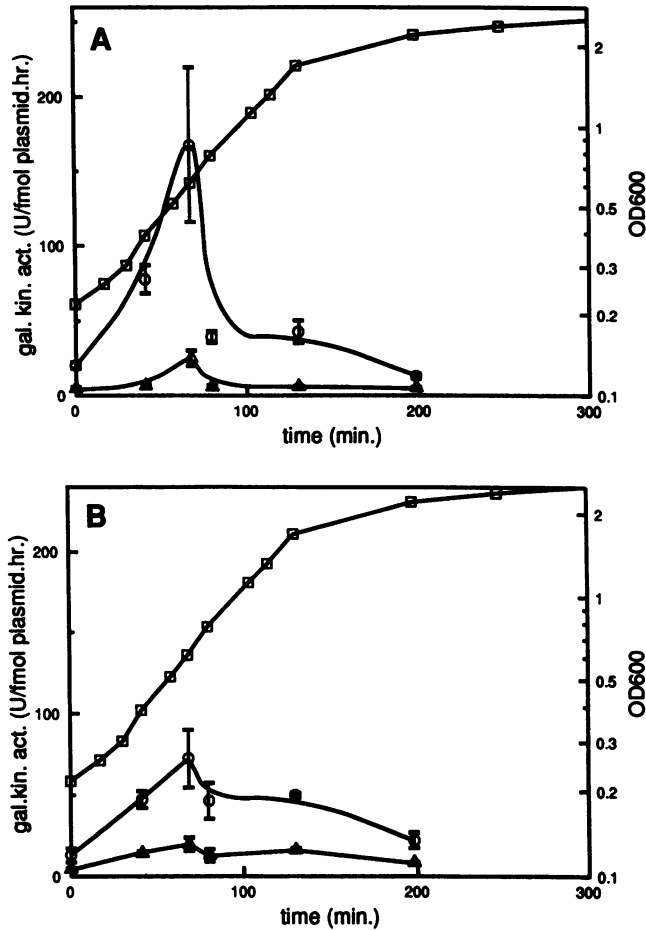 A
200
100
0
gal. kin. act. (U/fmol plasmid.hr.)
2
1
0.5
0.3
0.2
0.1
OD600
0 100 200 300
time (min.)
B
200
100
0
gal.kin. act. (U/fmol plasmid.hr.)
2
1
0.5
0.3
0.2
0.1
OD600
0 100 200 300
time (min.)